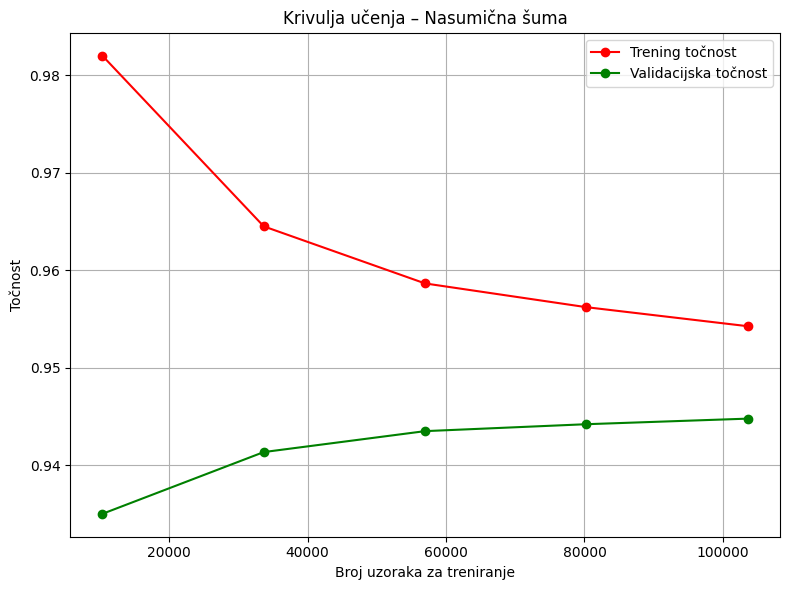 Krivulja učenja – Nasumična šuma
Trening točnost
Validacijska točnost
Točnost
0.98
0.97
0.96
0.95
0.94
20000 40000 60000 80000 100000
Broj uzoraka za treniranje